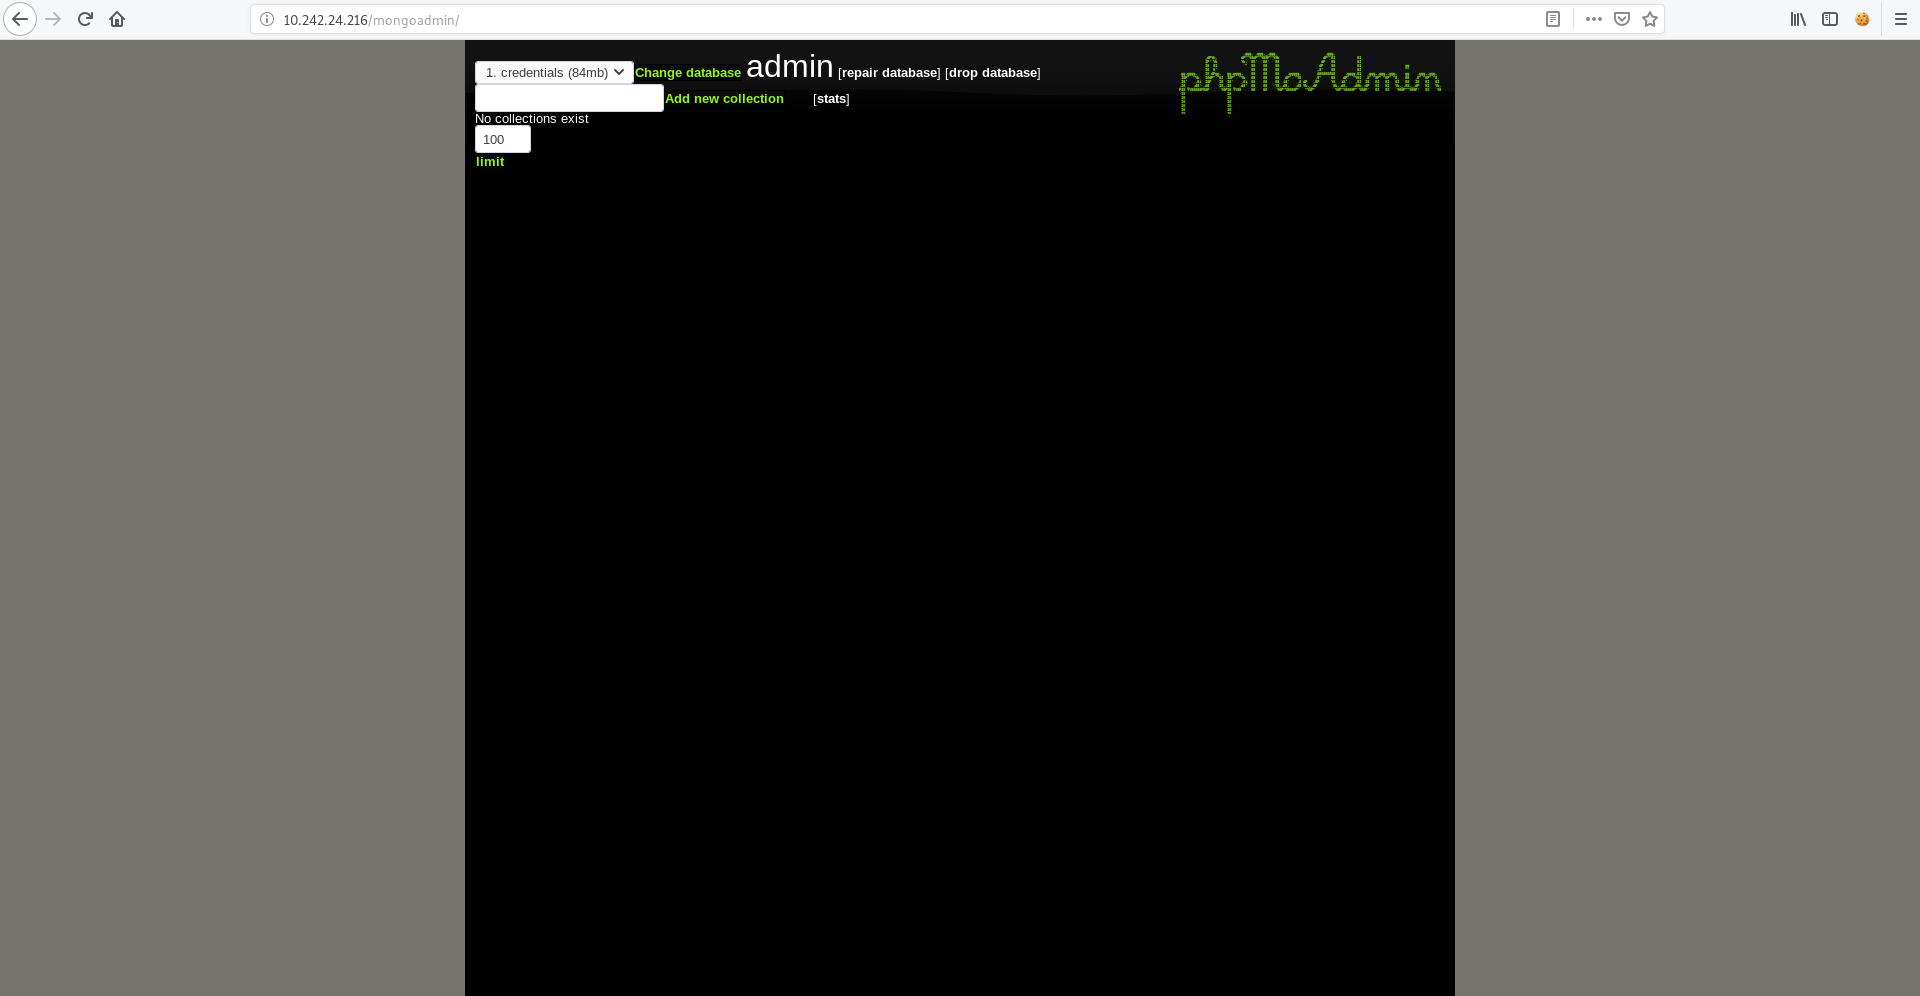 10.242.24.216/mongoadmin/
phpMoAdmin
1. credentials (84mb) Change database admin [repair database] [drop database]
Add new collection [stats]
No collections exist
100
limit